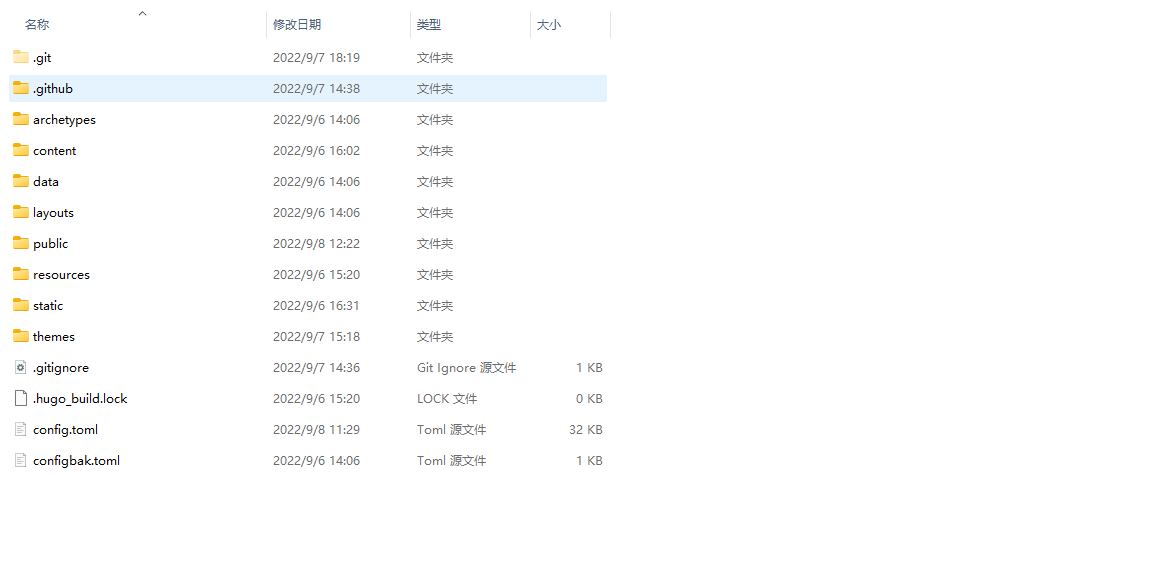 名称 修改日期 类型 大小
.git 2022/9/7 18:19 文件夹
.github 2022/9/7 14:38 文件夹
archetypes 2022/9/6 14:06 文件夹
content 2022/9/6 16:02 文件夹
data 2022/9/6 14:06 文件夹
layouts 2022/9/6 14:06 文件夹
public 2022/9/8 12:22 文件夹
resources 2022/9/6 15:20 文件夹
static 2022/9/6 16:31 文件夹
themes 2022/9/7 15:18 文件夹
.gitignore 2022/9/7 14:36 Git Ignore 源文件 1 KB
.hugo_build.lock 2022/9/6 15:20 LOCK 文件 0 KB
config.toml 2022/9/8 11:29 Toml 源文件 32 KB
configbak.toml 2022/9/6 14:06 Toml 源文件 1 KB